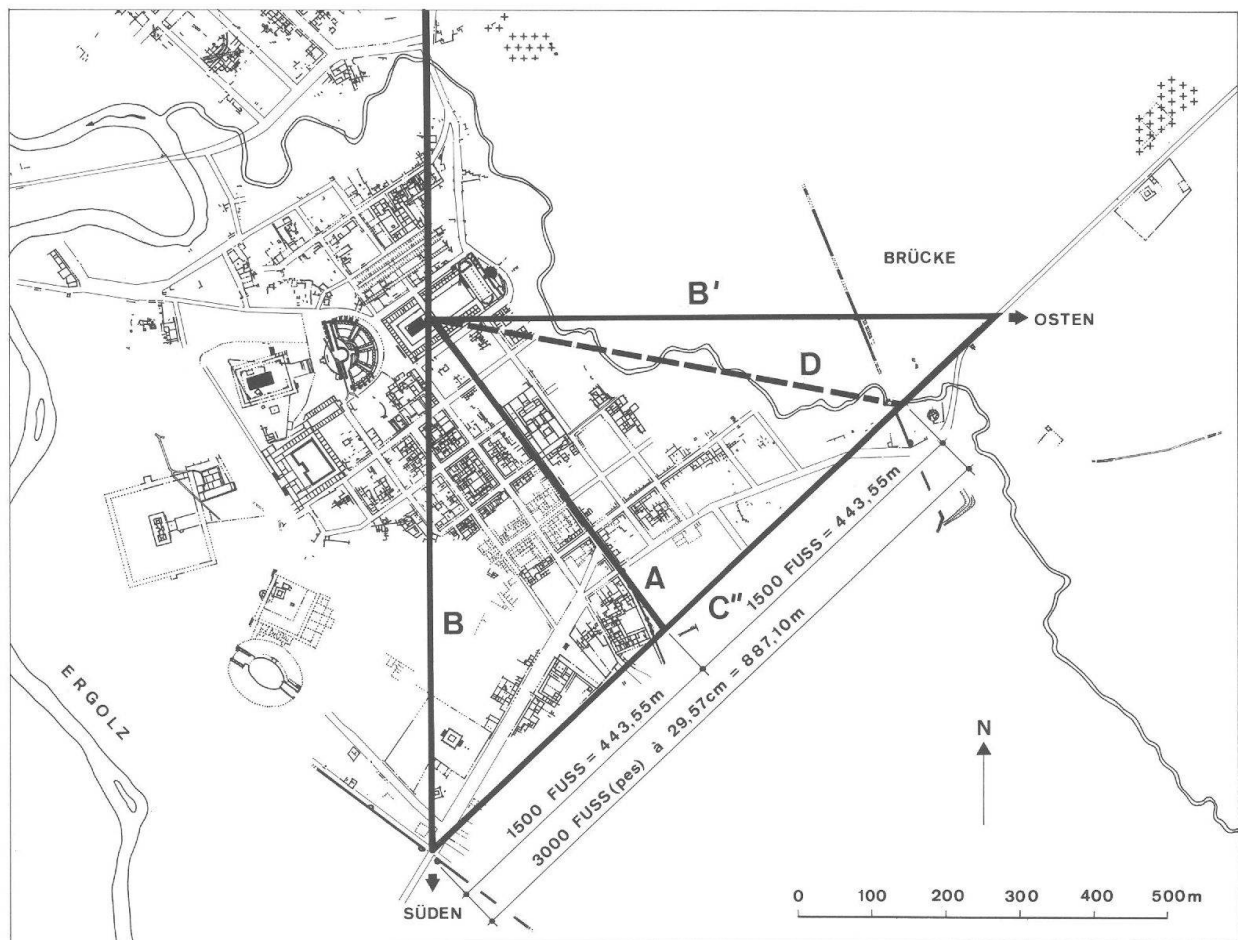 BRÜCKE
B'
OSTEN
D
ERGOLZ
B
A
C"
1500 FUSS = 443,55m
1500 FUSS = 443,55m
3000 FUSS (pes) à 29,57cm = 887,10m
N
SÜDEN
0 100 200 300 400 500m